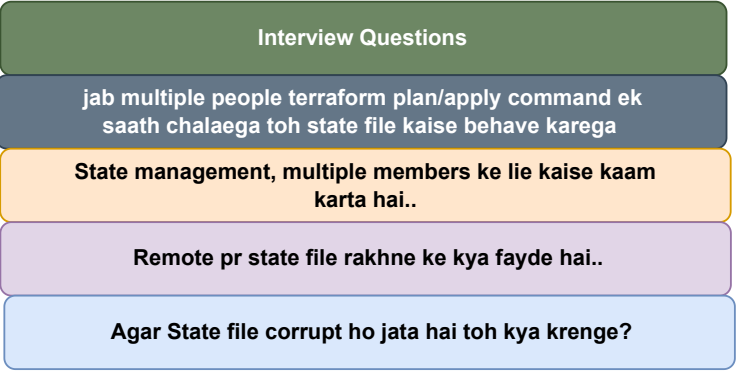 Interview Questions
jab multiple people terraform plan/apply command ek
saath chalaega toh state file kaise behave karega
State management, multiple members ke lie kaise kaam
karta hai..
Remote pr state file rakhne ke kya fayde hai..
Agar State file corrupt ho jata hai toh kya krenge?